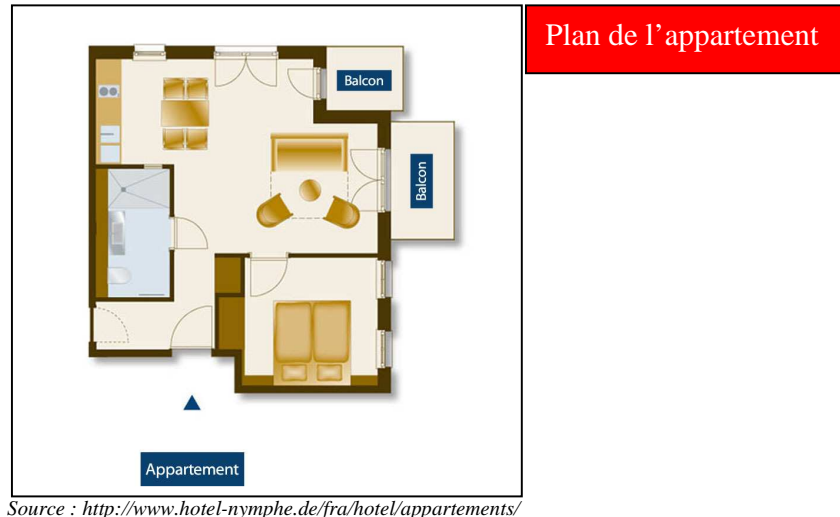 Plan de l’appartement
Balcon
Balcon
Appartement
Source : http://www.hotel-nymphe.de/fra/hotel/appartements/